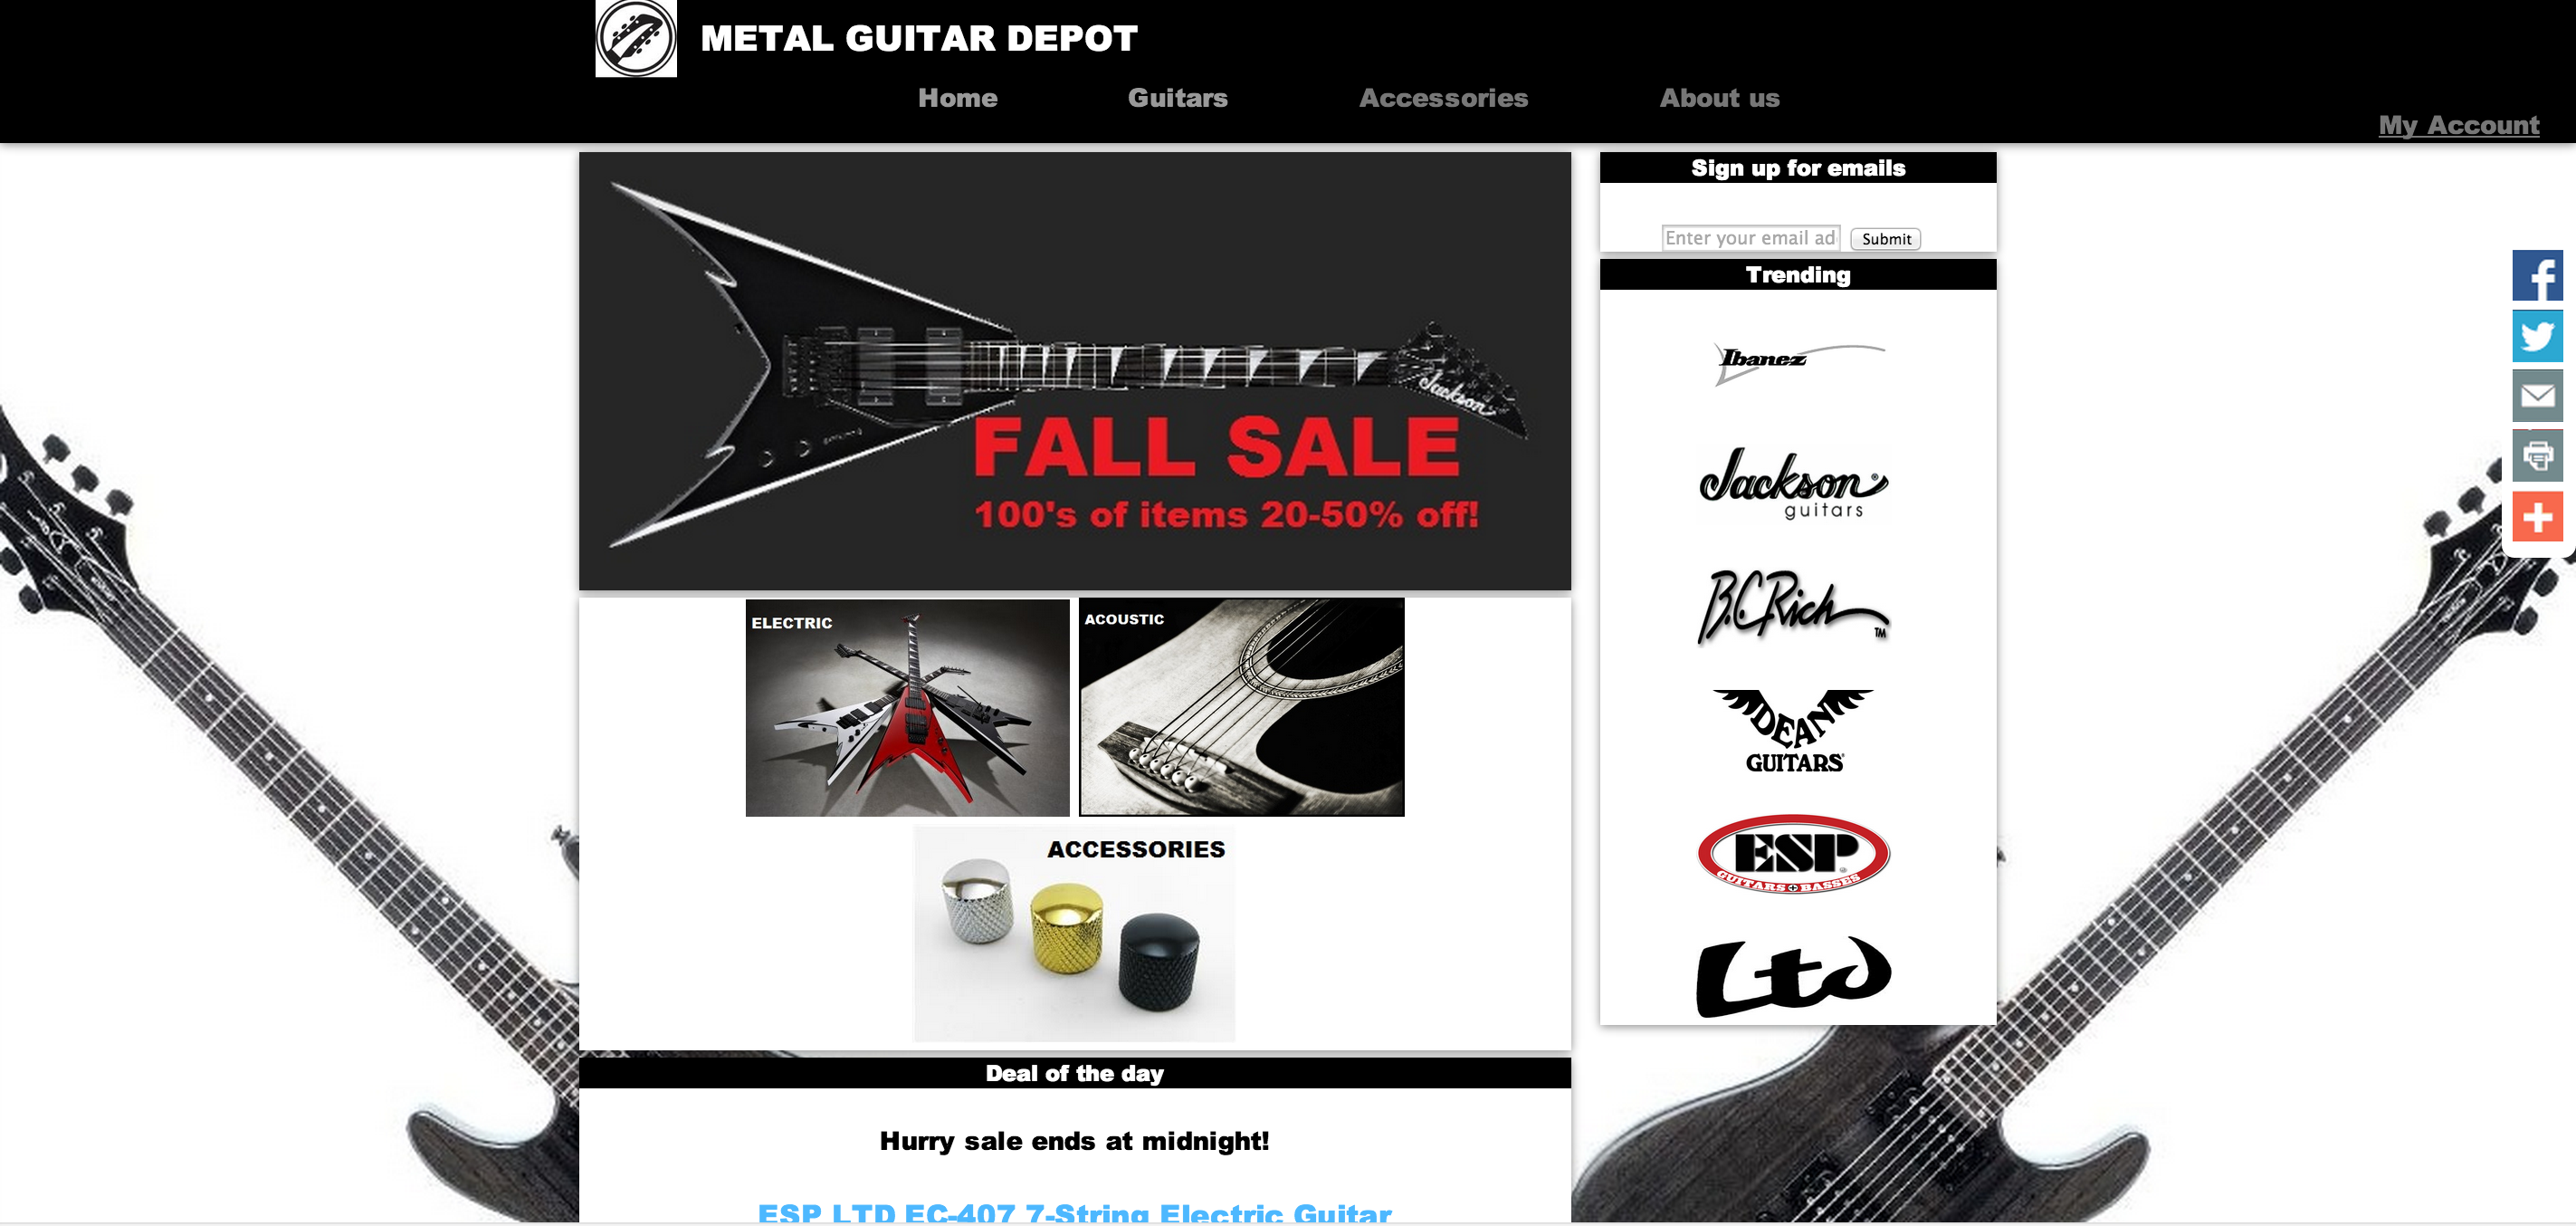 METAL GUITAR DEPOT
Home Guitars Accessories About us
My Account
Jackson
FALL SALE
100's of items 20-50% off!
Sign up for emails
Enter your email ad
Submit
Trending
Ibanez
Jackson®
guitars
B.C.Rich
TM
DEAN
GUITARS
ESP®
GUITARS + BASSES
Ltd
ELECTRIC
ACOUSTIC
ACCESSORIES
Deal of the day
Hurry sale ends at midnight!
ESP LTD EC-407 7-String Electric Guitar